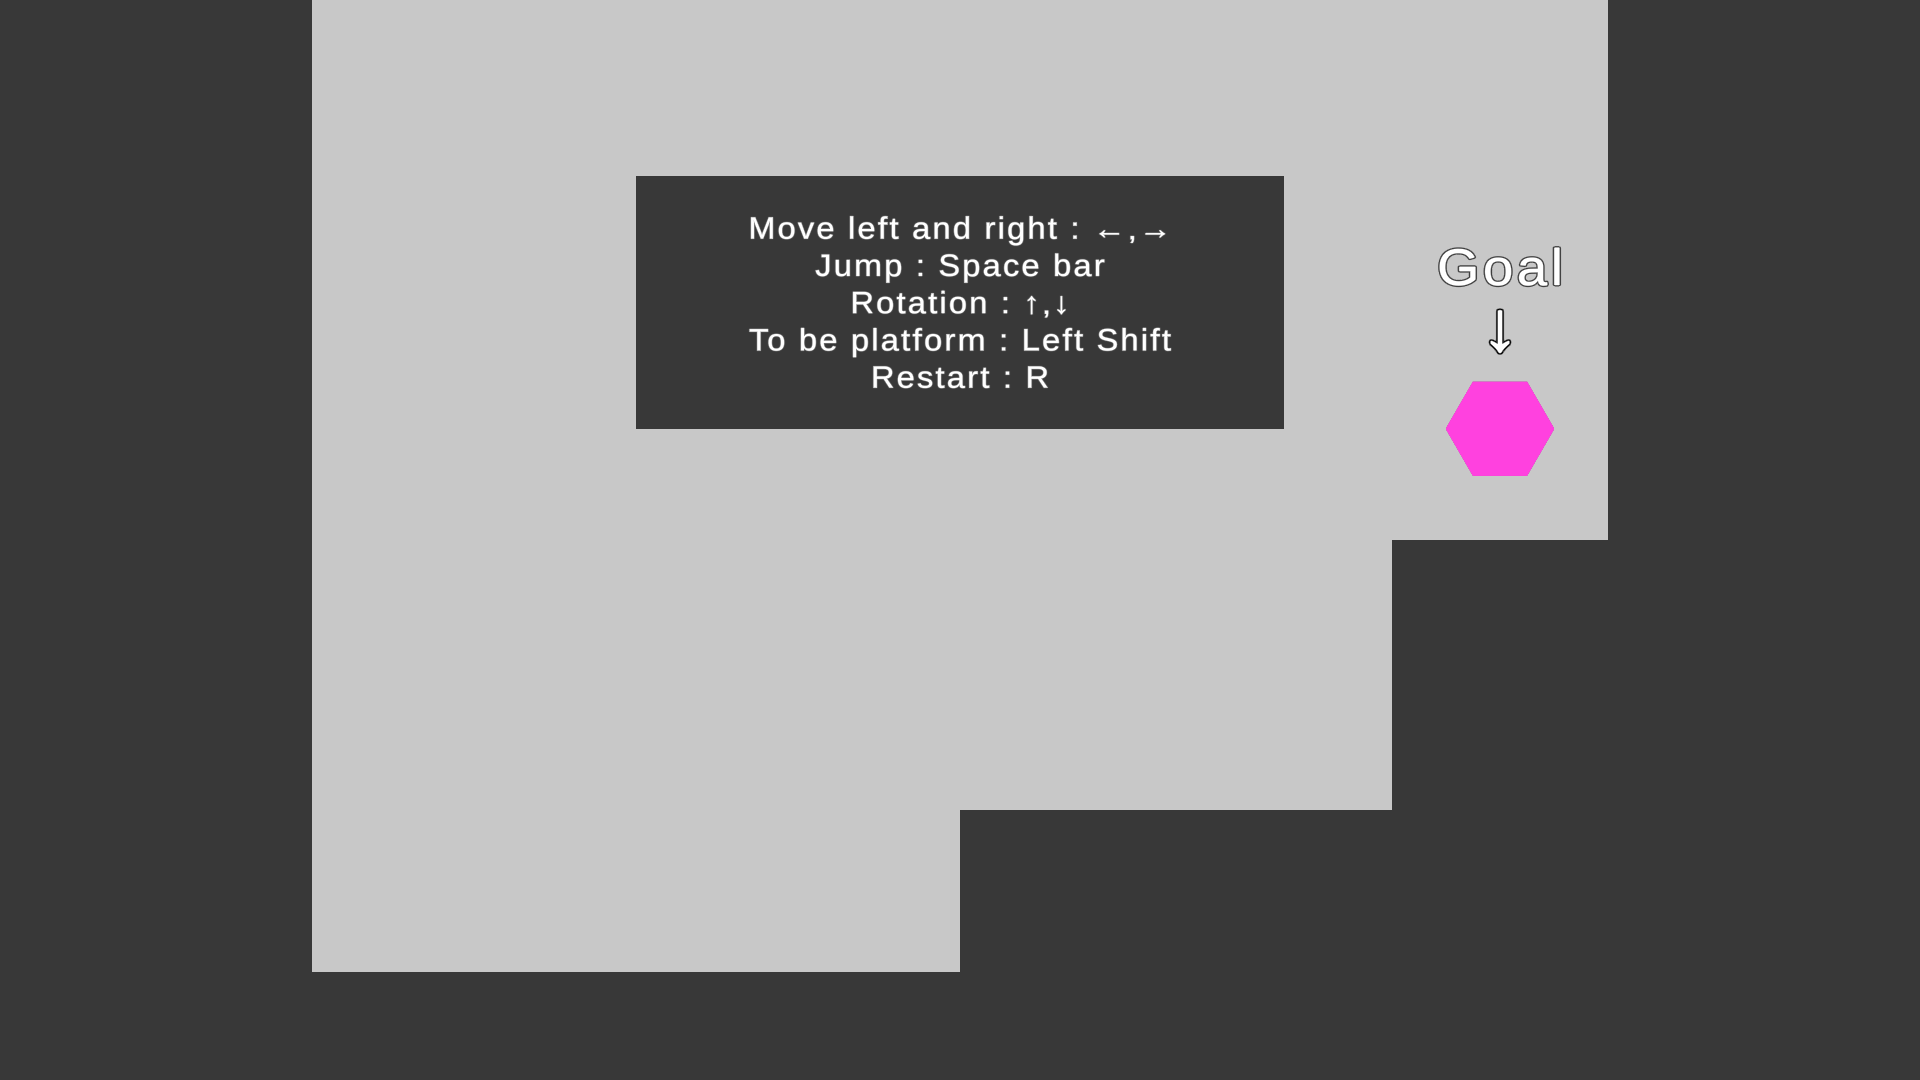 Move left and right : ←,→
Jump : Space bar
Rotation : ↑,↓
To be platform : Left Shift
Restart : R
Goal
↓